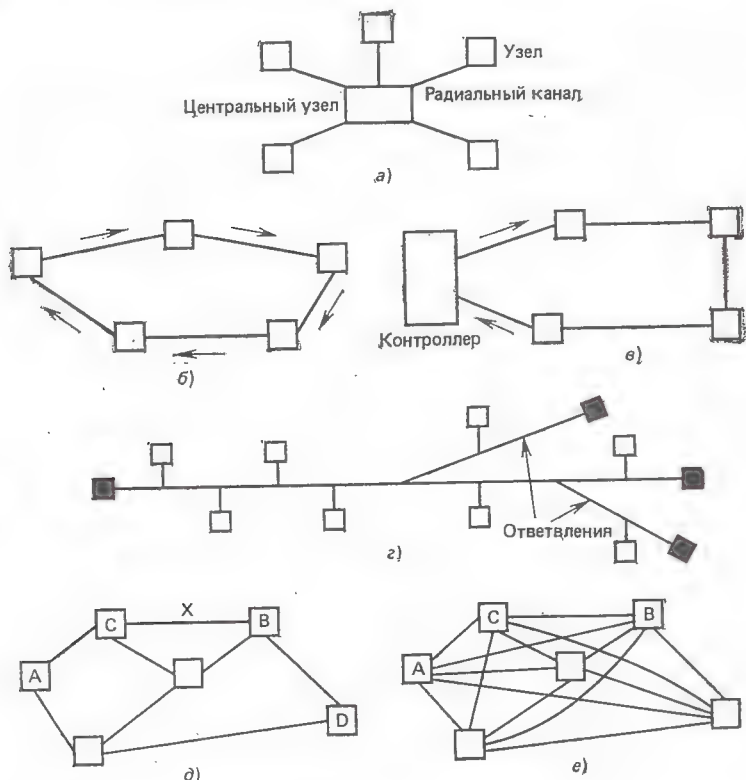 Узел
Центральный узел
Радиальный канал
а)
Контроллер
б)
в)
Ответвления
г)
C
X
B
A
D
д)
C
B
A
е)